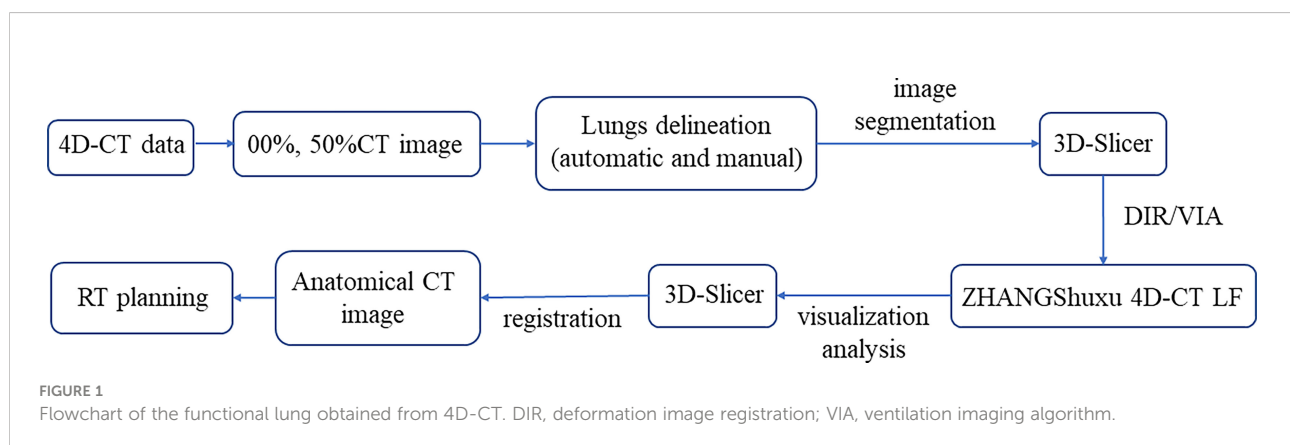 4D-CT data
00%, 50%CT image
Lungs delineation
(automatic and manual)
image
segmentation
3D-Slicer
DIR/VIA
ZHANGShuxu 4D-CT LF
visualization
analysis
3D-Slicer
registration
Anatomical CT
image
RT planning
FIGURE 1
Flowchart of the functional lung obtained from 4D-CT. DIR, deformation image registration; VIA, ventilation imaging algorithm.